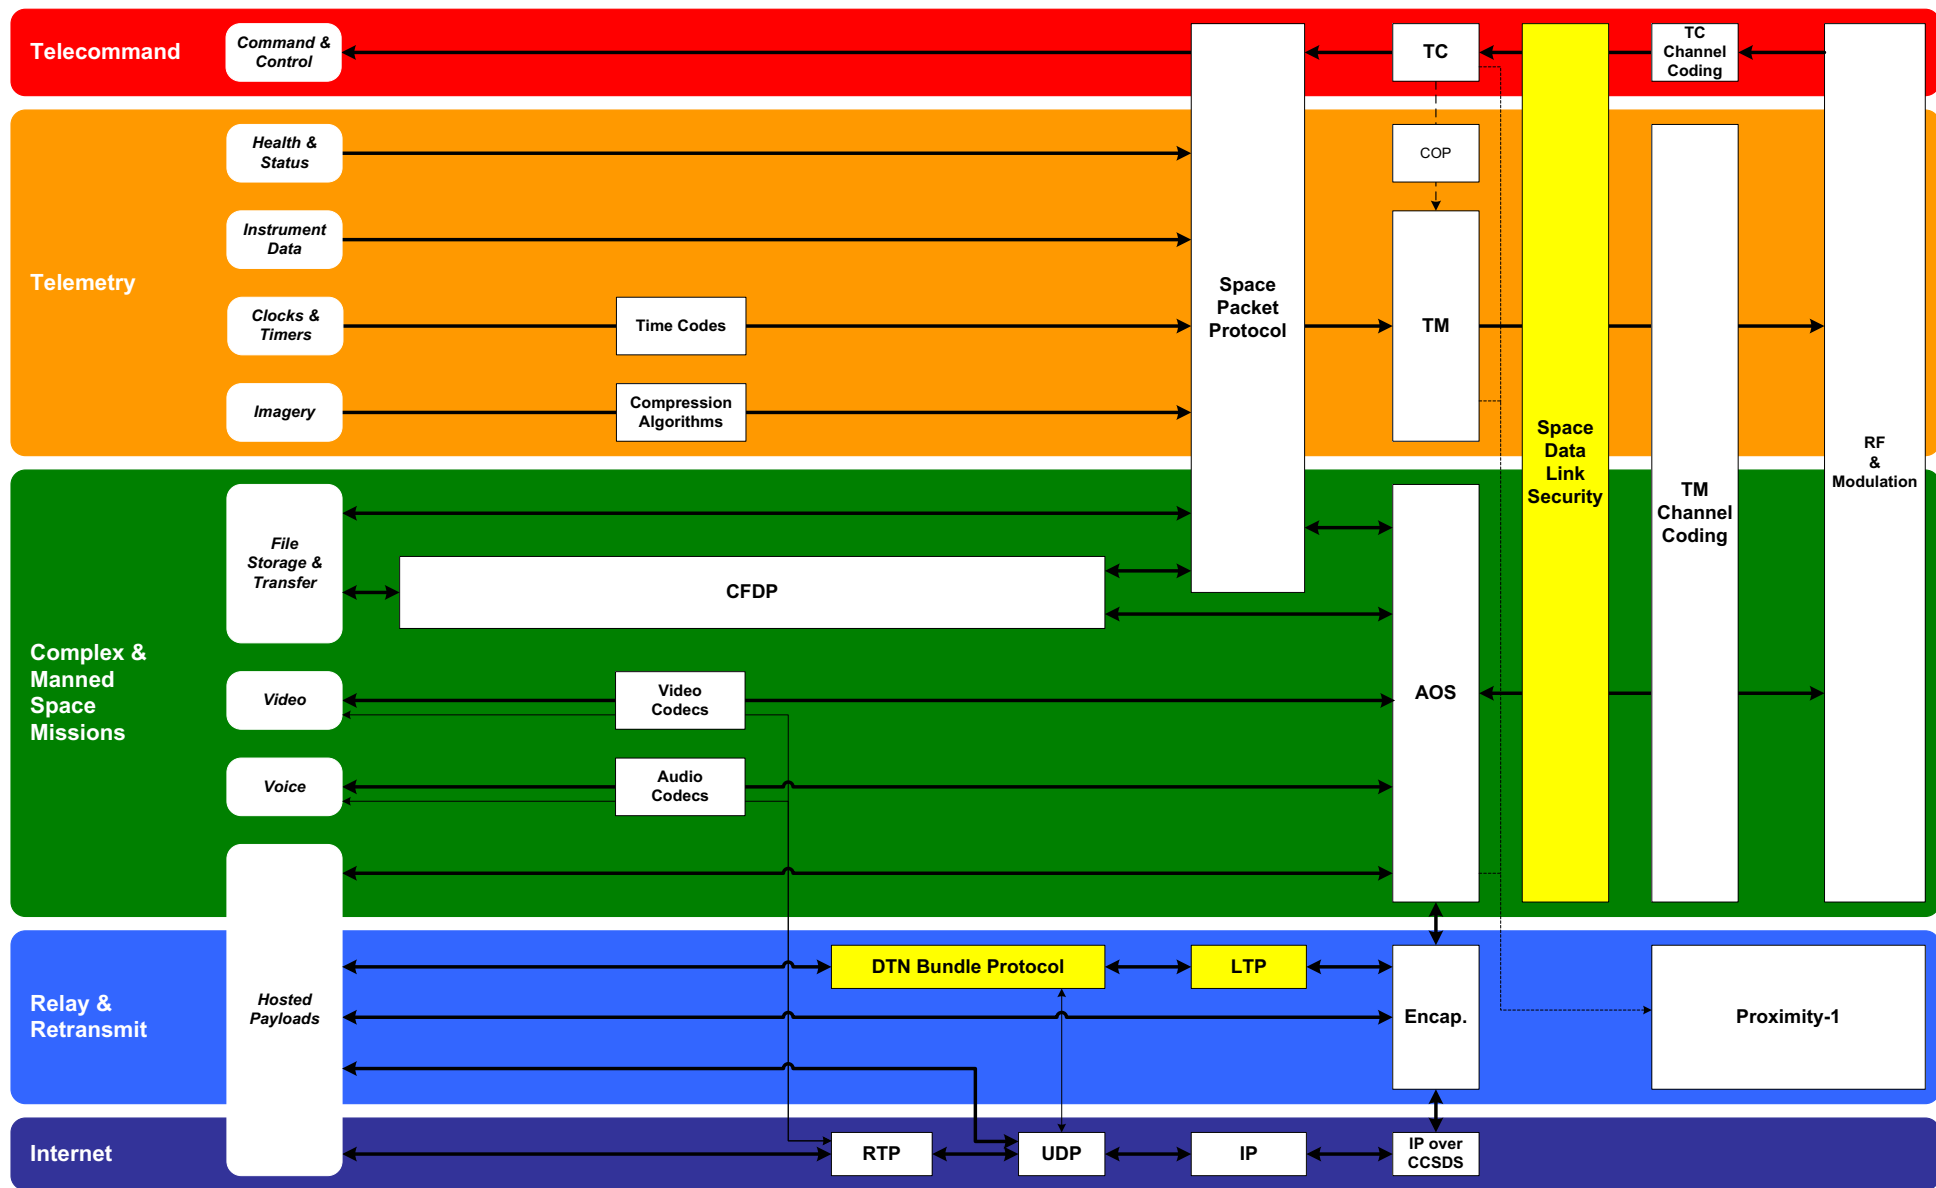 Telecommand
Command &
Control
TC
TC
Channel
Coding
Telemetry
Health &
Status
COP
Instrument
Data
Clocks &
Timers
Time Codes
Imagery
Compression
Algorithms
Space
Packet
Protocol
TM
Space
Data
Link
Security
TM
Channel
Coding
RF
&
Modulation
Complex &
Manned
Space
Missions
File
Storage &
Transfer
CFDP
Video
Video
Codecs
AOS
Voice
Audio
Codecs
Relay &
Retransmit
Hosted
Payloads
DTN Bundle Protocol
LTP
Encap.
Proximity-1
Internet
RTP
UDP
IP
IP over
CCSDS